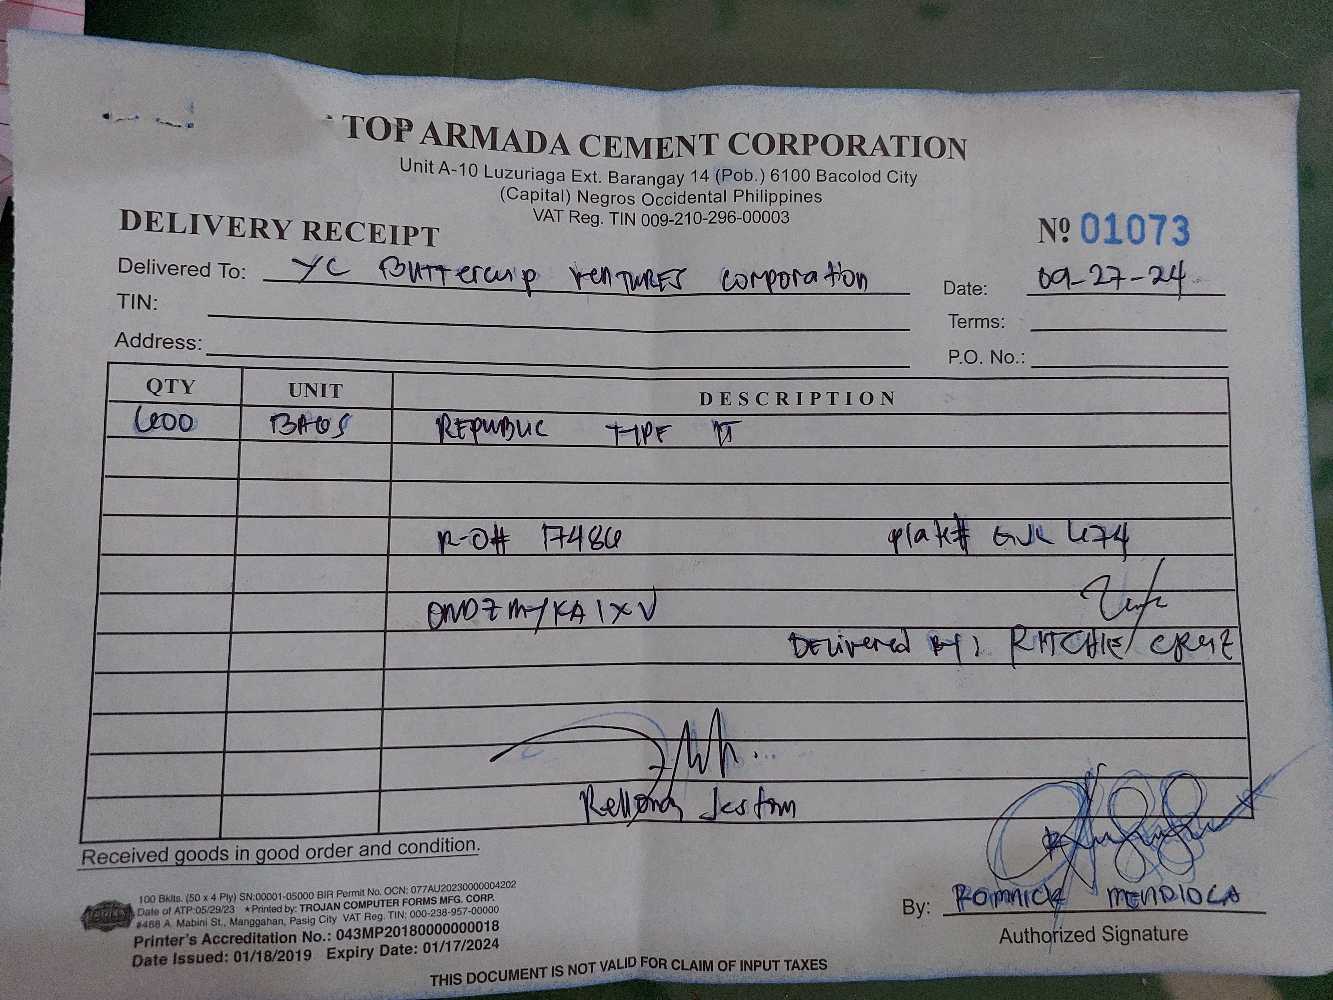 TOP ARMADA CEMENT CORPORATION
Unit A-10 Luzuriaga Ext. Barangay 14 (Pob.) 6100 Bacolod City
(Capital) Negros Occidental Philippines
VAT Reg. TIN 009-210-296-00003
DELIVERY RECEIPT
Nº 01073
Delivered To: YC Buttercup Ventures Corporation
Date: 09-27-24
TIN:
Terms:
Address:
P.O. No.:
QTY UNIT DESCRIPTION
600 BAGS REPUBLIC TYPE
R-O# 17486 Plate#
DELIVERED BY: RITCHIE CRUZ
Received goods in good order and condition.
100 Bklts. (50 x 4 Ply) SN:00001-05000 BIR Permit No. OCN: 077AU20230000004202
Date of ATP:05/29/23 ★Printed by: TROJAN COMPUTER FORMS MFG. CORP.
#468 A. Mabini St., Manggahan, Pasig City VAT Reg. TIN: 000-238-957-00000
Printer's Accreditation No.: 043MP20180000000018
Date Issued: 01/18/2019 Expiry Date: 01/17/2024
By: ROMNICK MENDIOLA
Authorized Signature
THIS DOCUMENT IS NOT VALID FOR CLAIM OF INPUT TAXES